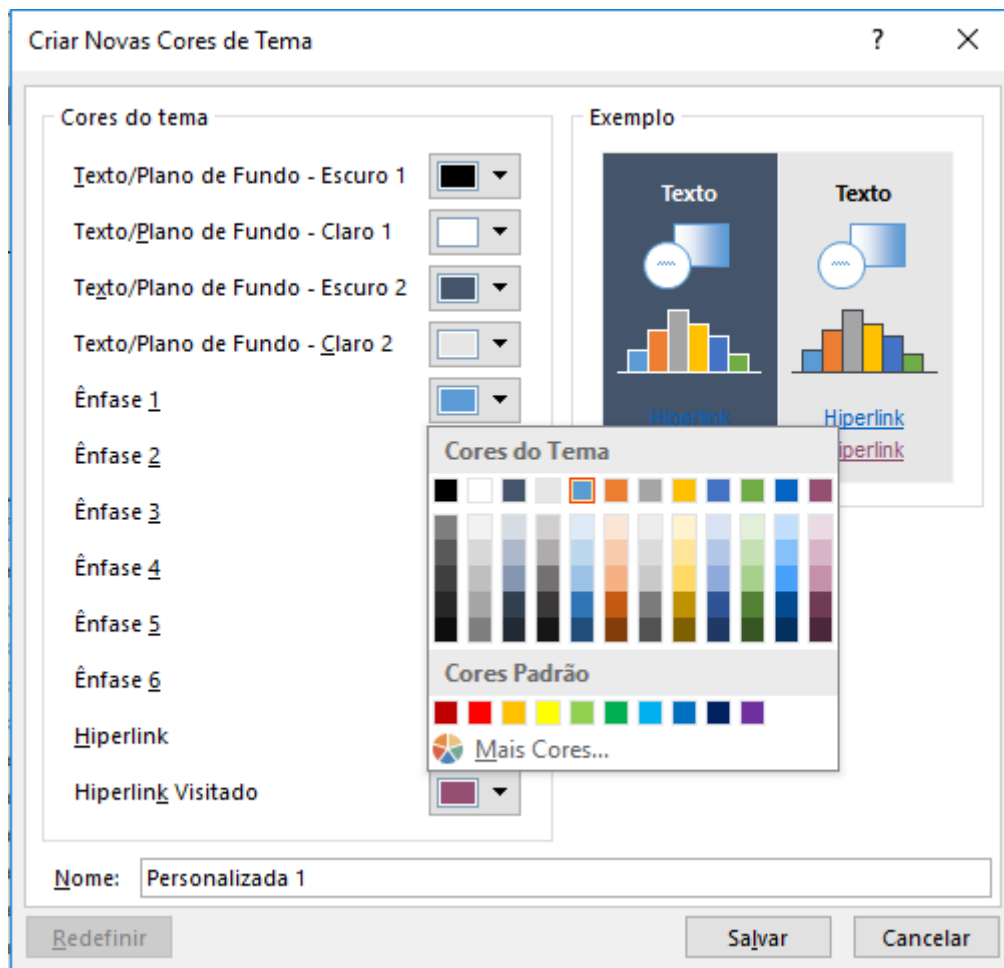 Criar Novas Cores de Tema
?
Cores do tema
Texto/Plano de Fundo - Escuro 1
Texto/Plano de Fundo - Claro 1
Texto/Plano de Fundo - Escuro 2
Texto/Plano de Fundo - Claro 2
Ênfase 1
Ênfase 2
Ênfase 3
Ênfase 4
Ênfase 5
Ênfase 6
Hiperlink
Hiperlink Visitado
Exemplo
Texto
Hiperlink
Texto
Hiperlink
iperlink
Cores do Tema
Cores Padrão
Mais Cores...
Nome: Personalizada 1
Redefinir Salvar Cancelar